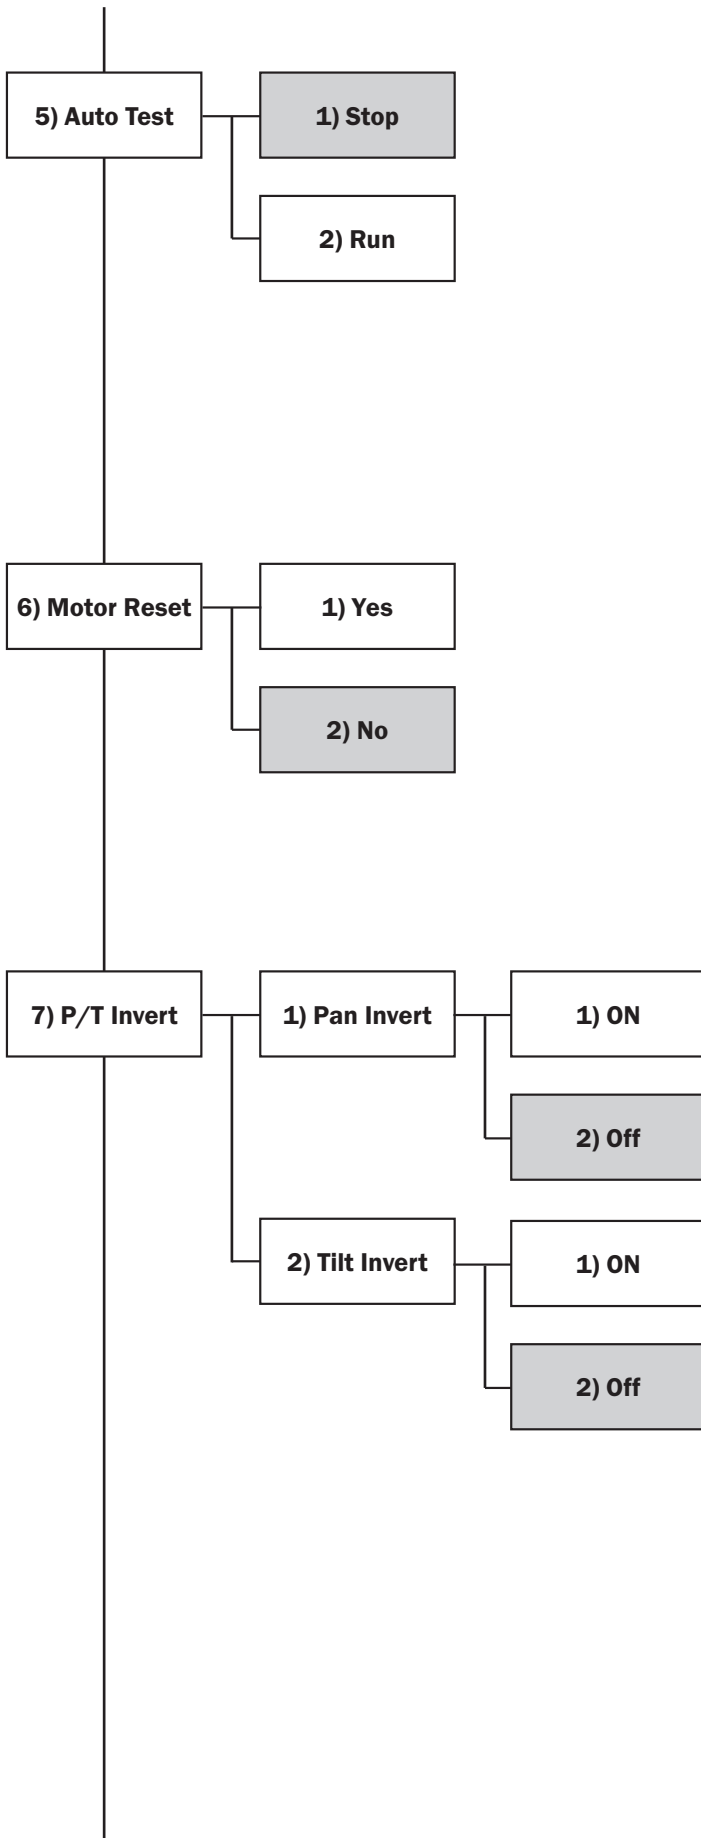 5) Auto Test
1) Stop
2) Run
6) Motor Reset
1) Yes
2) No
7) P/T Invert
1) Pan Invert
1) ON
2) Off
2) Tilt Invert
1) ON
2) Off